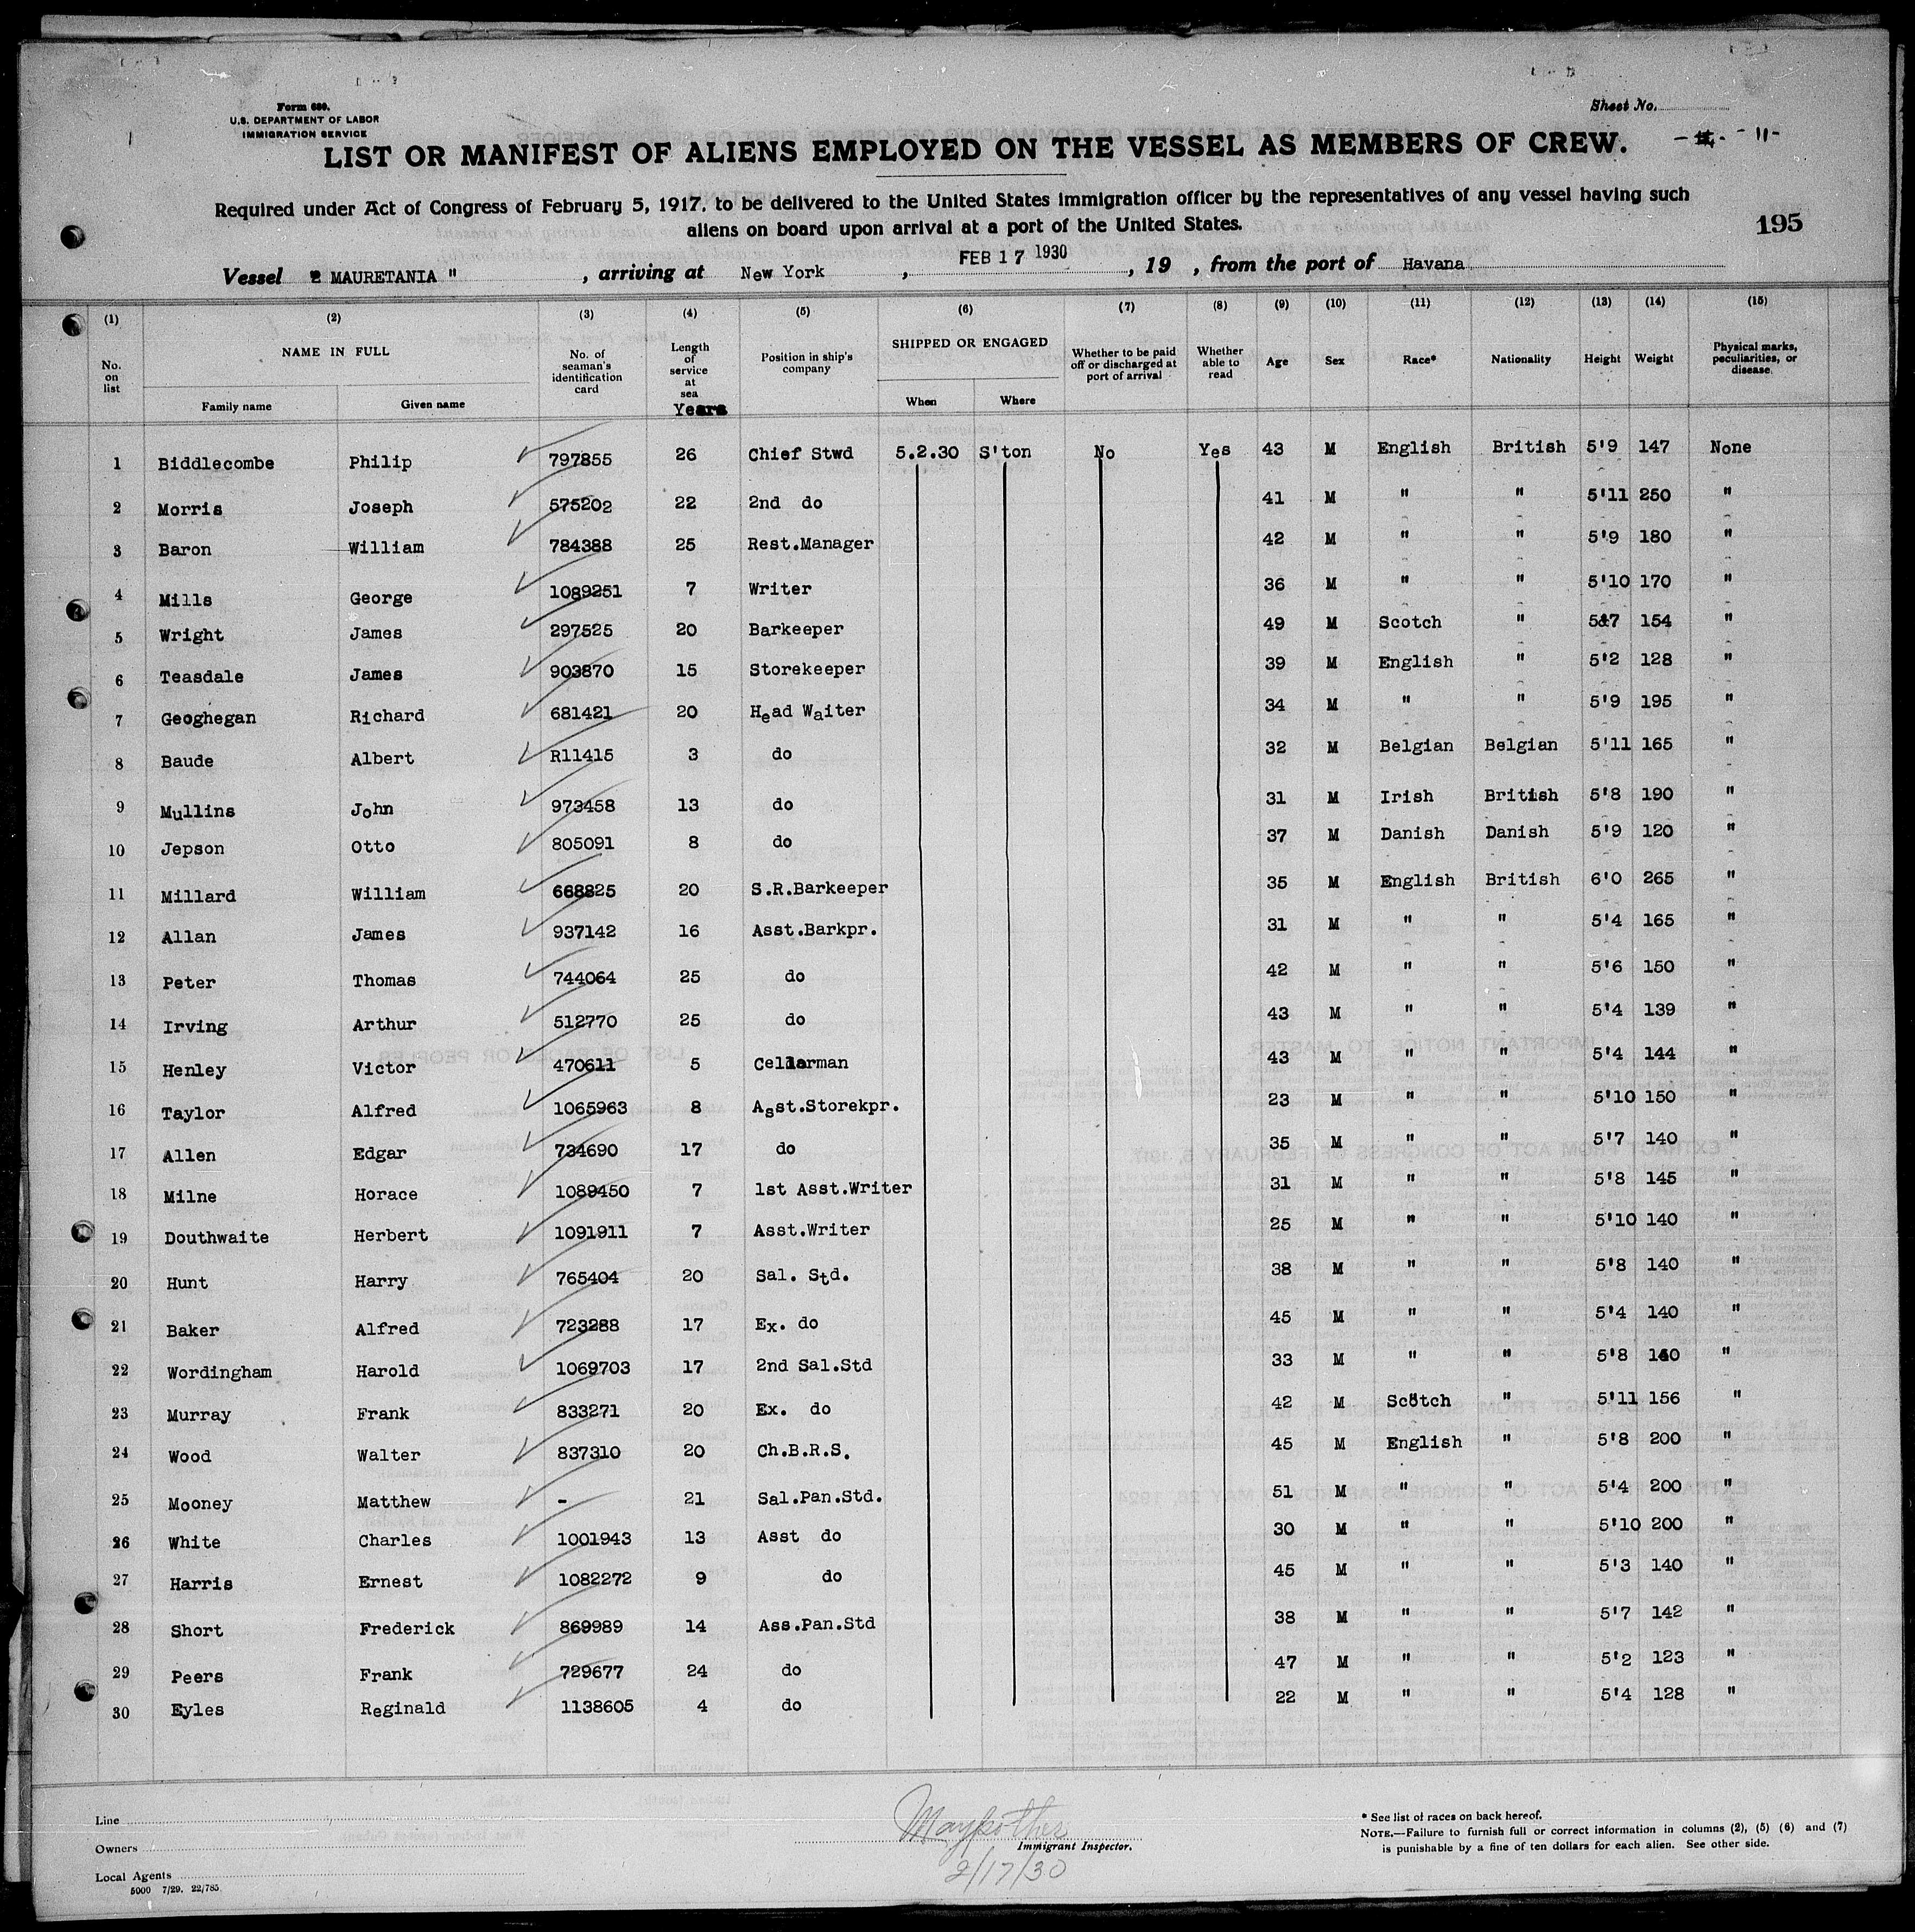 Form 689.
U.S. DEPARTMENT OF LABOR
IMMIGRATION SERVICE
Sheet No.
LIST OR MANIFEST OF ALIENS EMPLOYED ON THE VESSEL AS MEMBERS OF CREW. - 11 -
Required under Act of Congress of February 5, 1917, to be delivered to the United States immigration officer by the representatives of any vessel having such
aliens on board upon arrival at a port of the United States.
195
Vessel " MAURETANIA ", arriving at New York, FEB 17 1930, 19 , from the port of Havana
(1) (2) (3) (4) (5) (6) (7) (8) (9) (10) (11) (12) (13) (14) (15)
No. on list NAME IN FULL Family name Given name No. of seaman's identification card Length of service at sea Years Position in ship's company SHIPPED OR ENGAGED When Where Whether to be paid off or discharged at port of arrival Whether able to read Age Sex Race* Nationality Height Weight Physical marks, peculiarities, or disease.
1 Biddlecombe Philip 797855 26 Chief Stwd 5.2.30 S'ton No Yes 43 M English British 5'9 147 None
2 Morris Joseph 575202 22 2nd do 41 M " " 5'11 250 "
3 Baron William 784388 25 Rest.Manager 42 M " " 5'9 180 "
4 Mills George 1089251 7 Writer 36 M " " 5'10 170 "
5 Wright James 297525 20 Barkeeper 49 M Scotch " 5&7 154 "
6 Teasdale James 903870 15 Storekeeper 39 M English " 5'2 128 "
7 Geoghegan Richard 681421 20 Head Waiter 34 M " " 5'9 195 "
8 Baude Albert R11415 3 do 32 M Belgian Belgian 5'11 165 "
9 Mullins John 973458 13 do 31 M Irish British 5'8 190 "
10 Jepson Otto 805091 8 do 37 M Danish Danish 5'9 120 "
11 Millard William 668825 20 S.R.Barkeeper 35 M English British 6'0 265 "
12 Allan James 937142 16 Asst.Barkpr. 31 M " " 5'4 165 "
13 Peter Thomas 744064 25 do 42 M " " 5'6 150 "
14 Irving Arthur 512770 25 do 43 M " " 5'4 139 "
15 Henley Victor 470611 5 Cellarman 43 M " " 5'4 144 "
16 Taylor Alfred 1065963 8 Asst.Storekpr. 23 M " " 5'10 150 "
17 Allen Edgar 734690 17 do 35 M " " 5'7 140 "
18 Milne Horace 1089450 7 1st Asst.Writer 31 M " " 5'8 145 "
19 Douthwaite Herbert 1091911 7 Asst.Writer 25 M " " 5'10 140 "
20 Hunt Harry 765404 20 Sal. Std. 38 M " " 5'8 140 "
21 Baker Alfred 723288 17 Ex. do 45 M " " 5'4 140 "
22 Wordingham Harold 1069703 17 2nd Sal.Std 33 M " " 5'8 "
23 Murray Frank 833271 20 Ex. do 42 M Scotch " 5'11 156 "
24 Wood Walter 837310 20 Ch.B.R.S. 45 M English " 5'8 200 "
25 Mooney Matthew - 21 Sal.Pan.Std. 51 M " " 5'4 200 "
26 White Charles 1001943 13 Asst do 30 M " " 5'10 200 "
27 Harris Ernest 1082272 9 do 45 M " " 5'3 140 "
28 Short Frederick 869989 14 Ass.Pan.Std 38 M " " 5'7 142 "
29 Peers Frank 729677 24 do 47 M " " 5'2 123 "
30 Eyles Reginald 1138605 4 do 22 M " " 5'4 128 "
Line
Owners
Local Agents
5000 7/29. 22/785
Immigrant Inspector.
2/17/30
* See list of races on back hereof.
NOTE.—Failure to furnish full or correct information in columns (2), (5) (6) and (7)
is punishable by a fine of ten dollars for each alien. See other side.